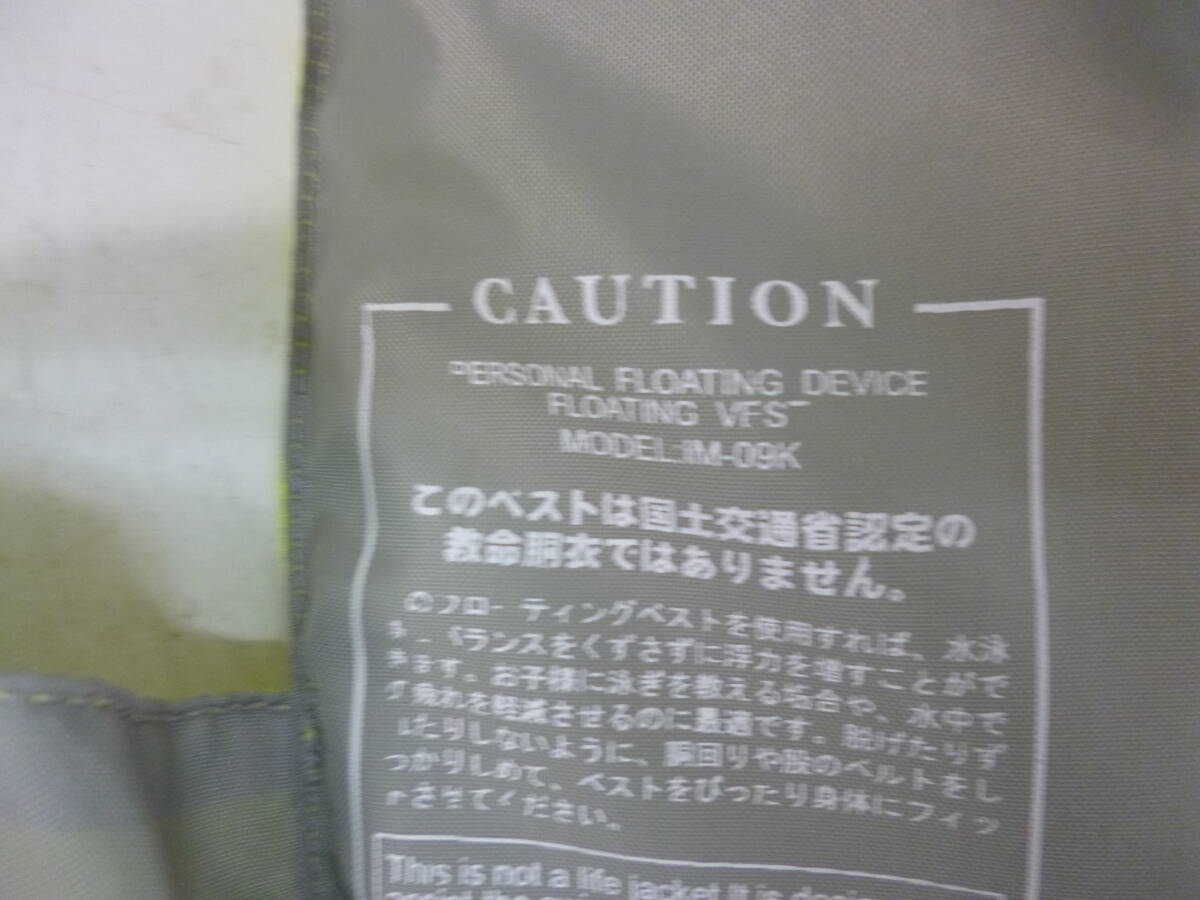 CAUTION
PERSONAL FLOATING DEVICE
FLOATING VEST
MODEL:IM-09K
このベストは国土交通省認定の
救命胴衣ではありません。
のフローティングベストを使用すれば、水泳
ランスをくずさずに浮力を増すことがで
ます。お子様に泳ぎを教える場合や、水中で
疲れを軽減させるのに最適です。脱げたりず
たりしないように、胴回りや股のベルトをし
っかりしめて、ベストをぴったり身体にフィッ
させてください。
This is not a life jacket.It is